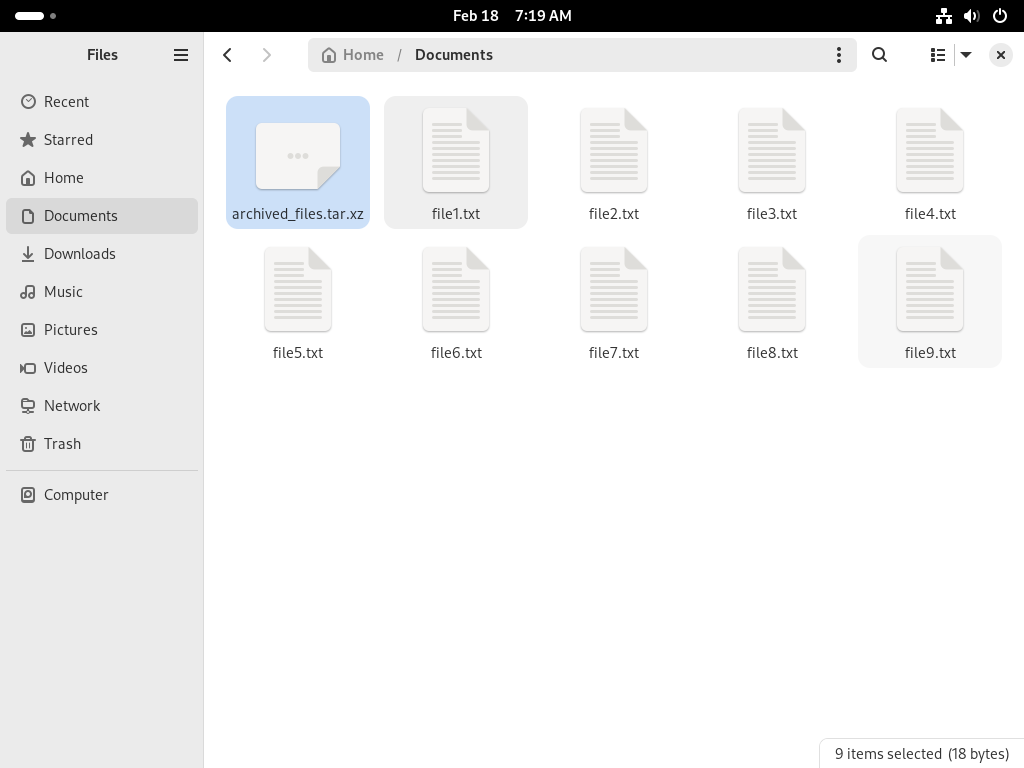 Feb 18 7:19 AM
Files
Home / Documents
Recent
Starred
Home
Documents
Downloads
Music
Pictures
Videos
Network
Trash
Computer
archived_files.tar.xz
file1.txt
file2.txt
file3.txt
file4.txt
file5.txt
file6.txt
file7.txt
file8.txt
file9.txt
9 items selected (18 bytes)